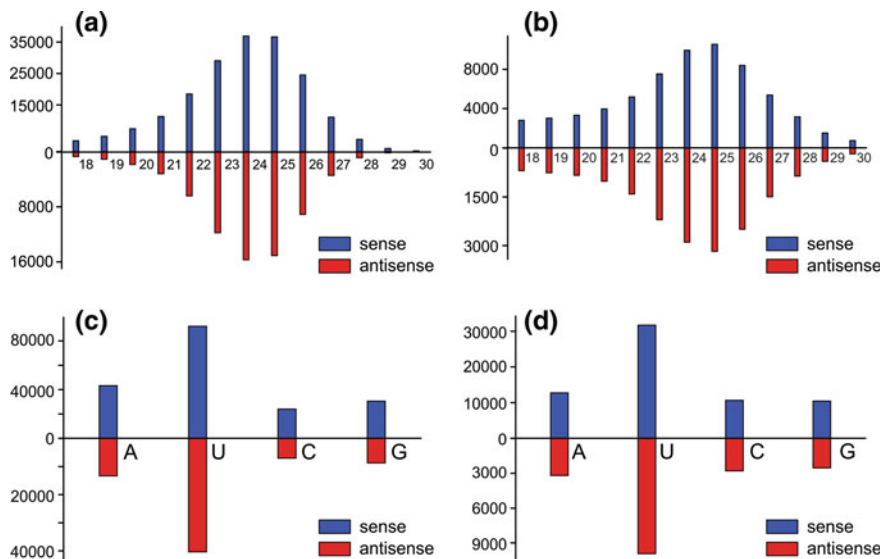 (a)
35000
25000
15000
0
18 19 20 21 22 23 24 25 26 27 28 29 30
8000
16000
sense
antisense
(b)
8000
4000
0
18 19 20 21 22 23 24 25 26 27 28 29 30
1500
3000
sense
antisense
(c)
80000
40000
0
A U C G
20000
40000
sense
antisense
(d)
30000
20000
10000
0
A U C G
3000
6000
9000
sense
antisense